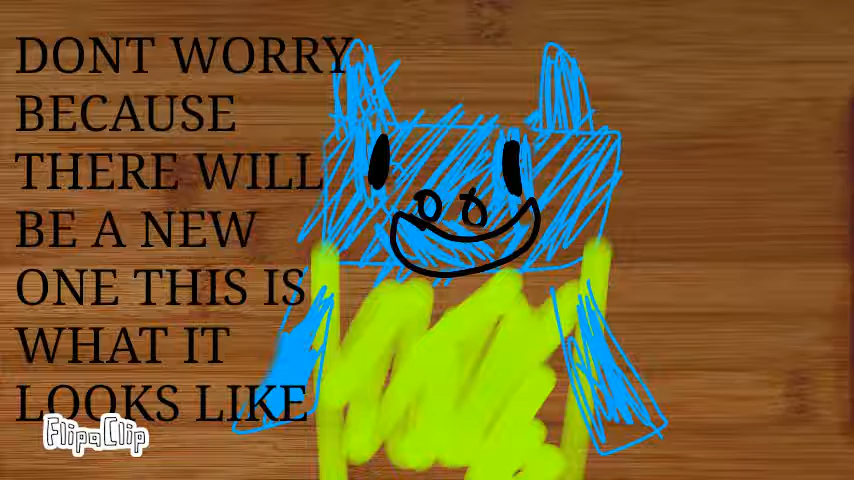 DONT WORRY
BECAUSE
THERE WILL
BE A NEW
ONE THIS IS
WHAT IT
LOOKS LIKE
FlipaClip